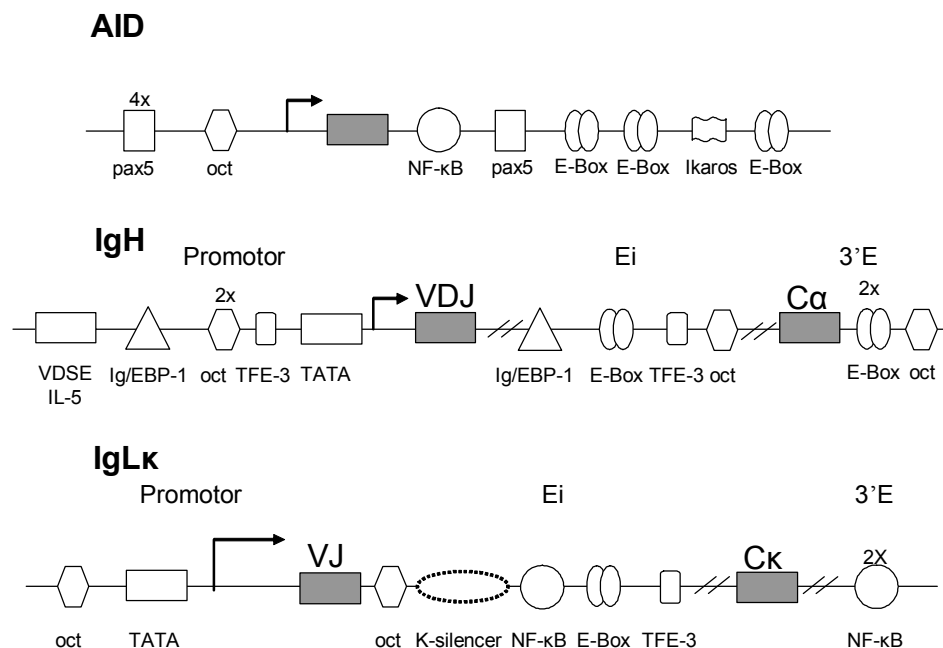 AID
4x
pax5 oct NF-κB pax5 E-Box E-Box Ikaros E-Box
IgH
Promotor Ei 3’E
2x VDJ Cα 2x
VDSE Ig/EBP-1 oct TFE-3 TATA Ig/EBP-1 E-Box TFE-3 oct E-Box oct
IL-5
IgLκ
Promotor Ei 3’E
VJ Cκ 2X
oct TATA oct K-silencer NF-κB E-Box TFE-3 NF-κB